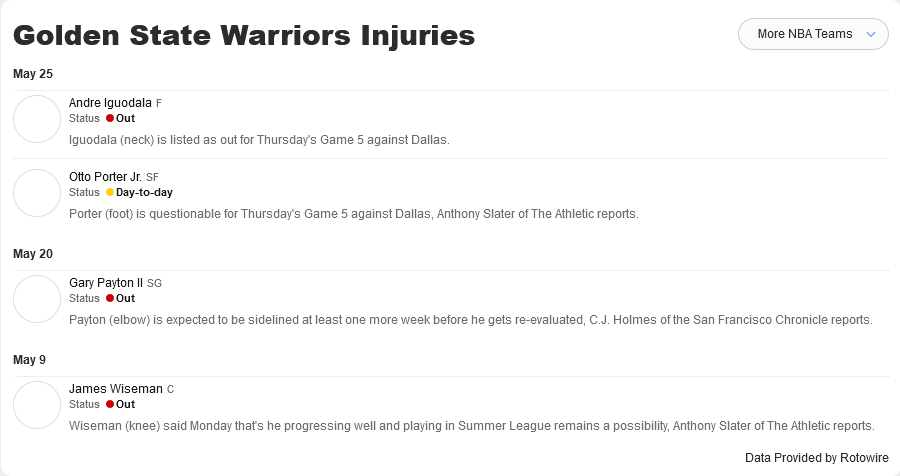 Golden State Warriors Injuries
More NBA Teams
May 25
Andre Iguodala F
Status Out
Iguodala (neck) is listed as out for Thursday's Game 5 against Dallas.
Otto Porter Jr. SF
Status Day-to-day
Porter (foot) is questionable for Thursday's Game 5 against Dallas, Anthony Slater of The Athletic reports.
May 20
Gary Payton II SG
Status Out
Payton (elbow) is expected to be sidelined at least one more week before he gets re-evaluated, C.J. Holmes of the San Francisco Chronicle reports.
May 9
James Wiseman C
Status Out
Wiseman (knee) said Monday that's he progressing well and playing in Summer League remains a possibility, Anthony Slater of The Athletic reports.
Data Provided by Rotowire